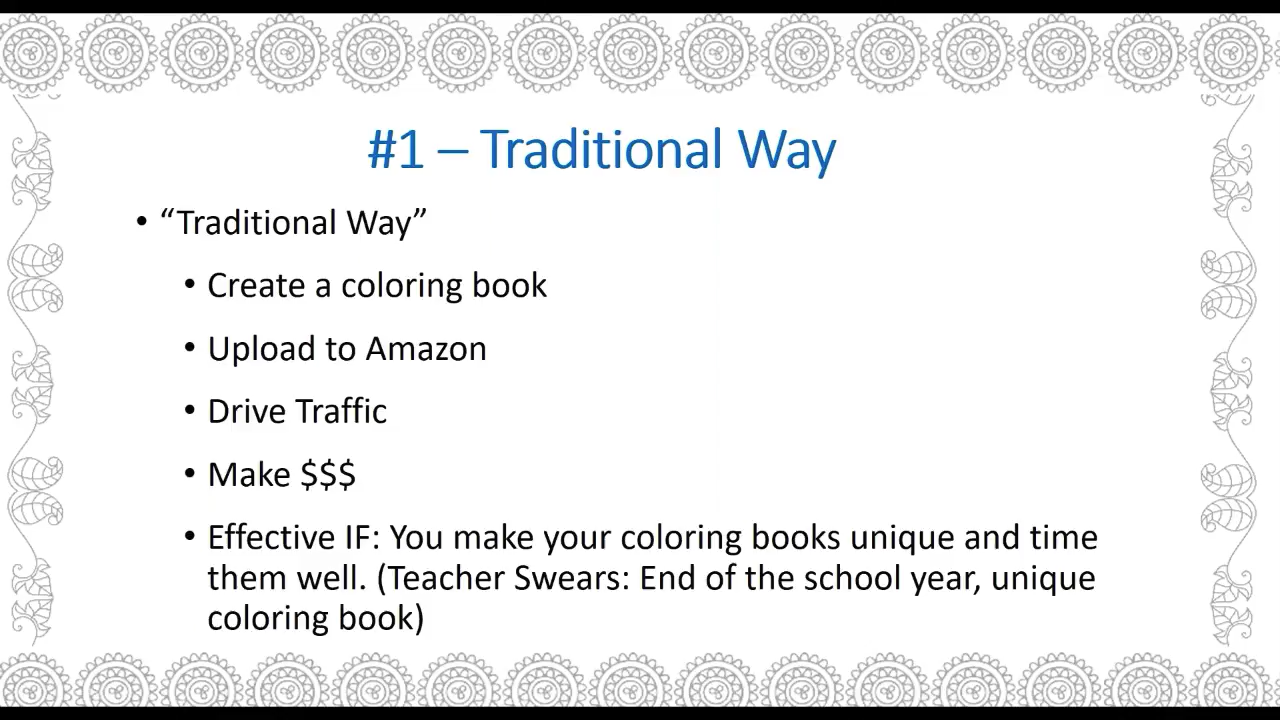 #1 – Traditional Way
• “Traditional Way”
• Create a coloring book
• Upload to Amazon
• Drive Traffic
• Make $$$
• Effective IF: You make your coloring books unique and time
them well. (Teacher Swears: End of the school year, unique
coloring book)